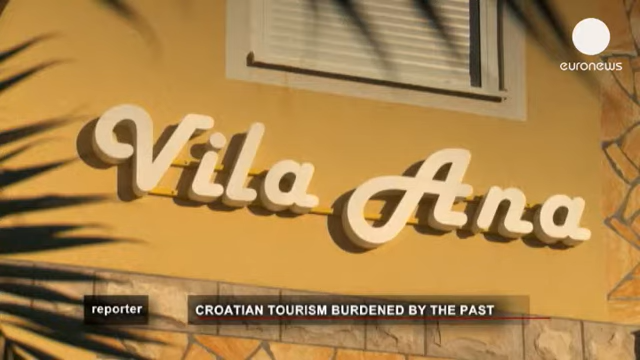 euronews
Vila Ana
reporter
CROATIAN TOURISM BURDENED BY THE PAST